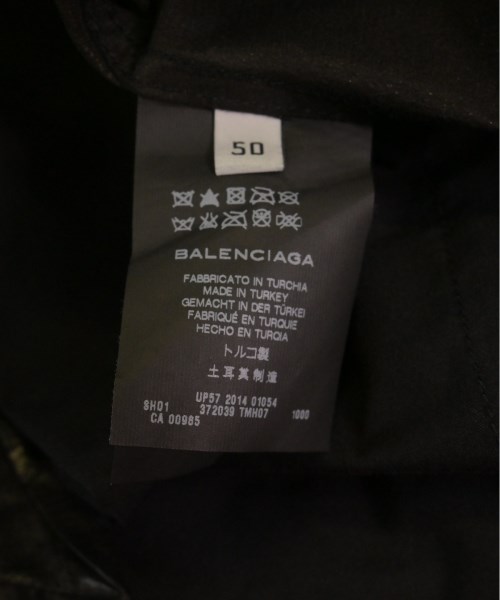 50
BALENCIAGA
FABBRICATO IN TURCHIA
MADE IN TURKEY
GEMACHT IN DER TÜRKEI
FABRIQUÉ EN TURQUIE
HECHO EN TURQIA
トルコ製
土耳其制造
UP57 2014 01054
SH01 372039 TMH07 1000
CA 00985